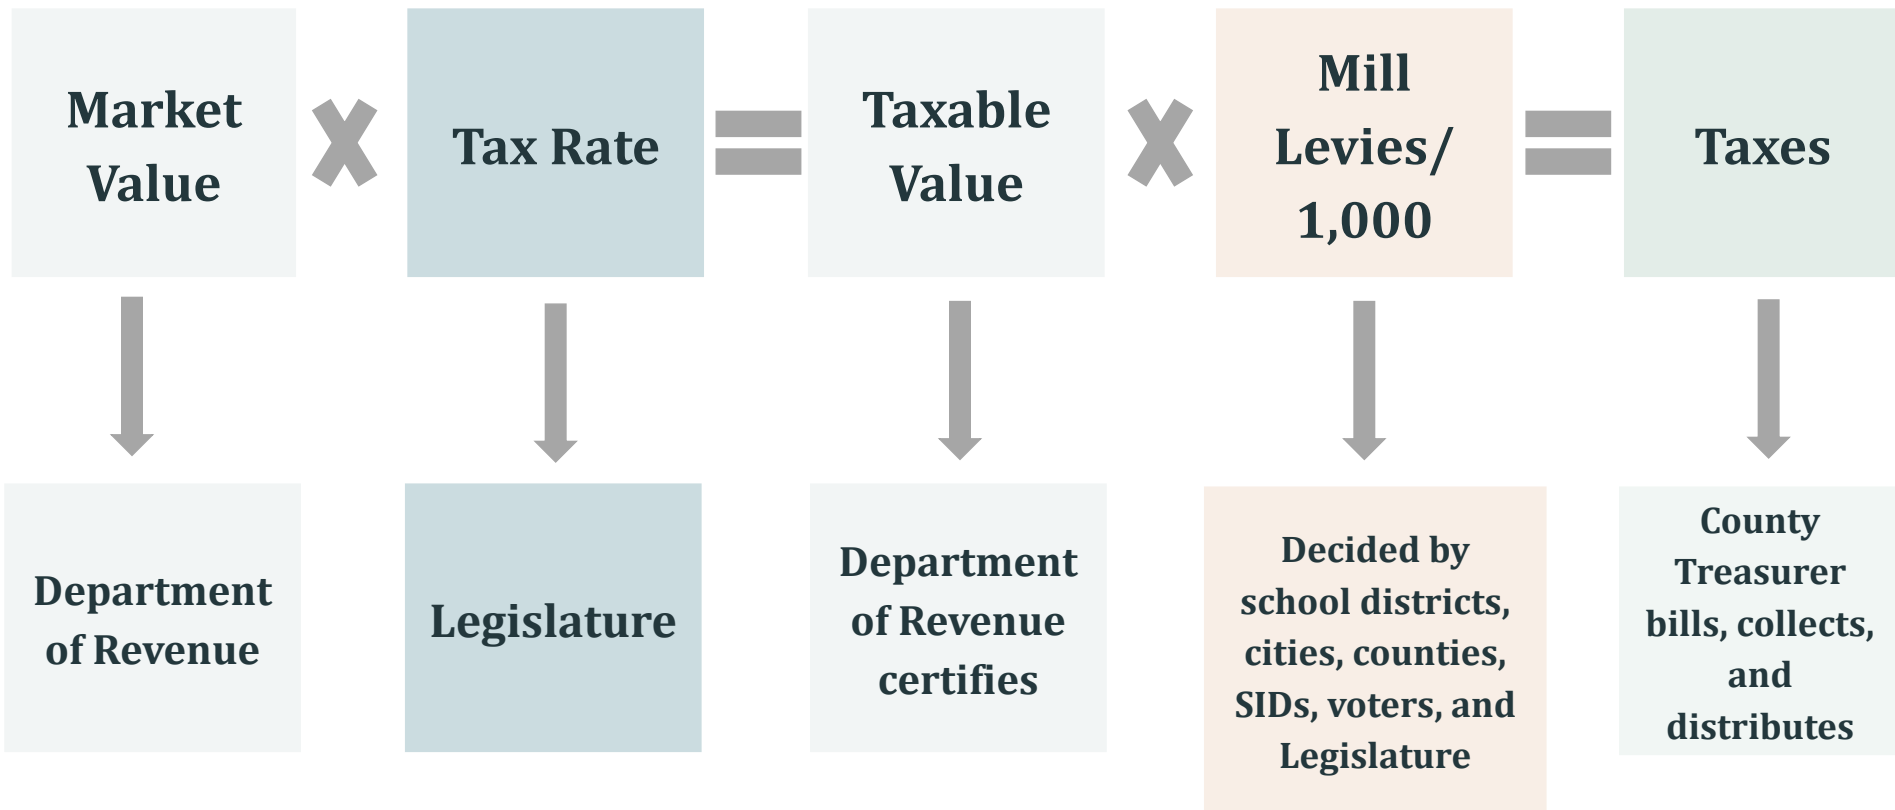 Market
Value
Tax Rate
Taxable
Value
Mill
Levies/
1,000
Taxes
Department
of Revenue
Legislature
Department
of Revenue
certifies
Decided by
school districts,
cities, counties,
SIDs, voters, and
Legislature
County
Treasurer
bills, collects,
and
distributes